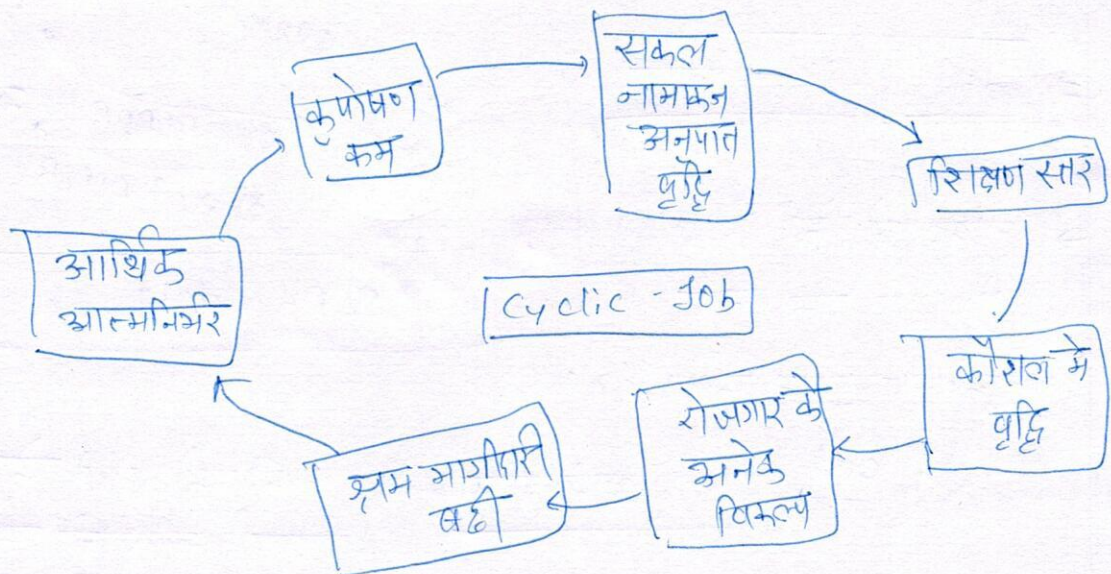 कुपोषण
कम
सकल
नामांकन
अनुपात
वृद्धि
शिक्षण स्तर
कौशल मे
वृद्धि
रोजगार के
अनेक
विकल्प
श्रम भागीदारी
बढी
आर्थिक
आत्मनिर्भर
Cyclic - Job